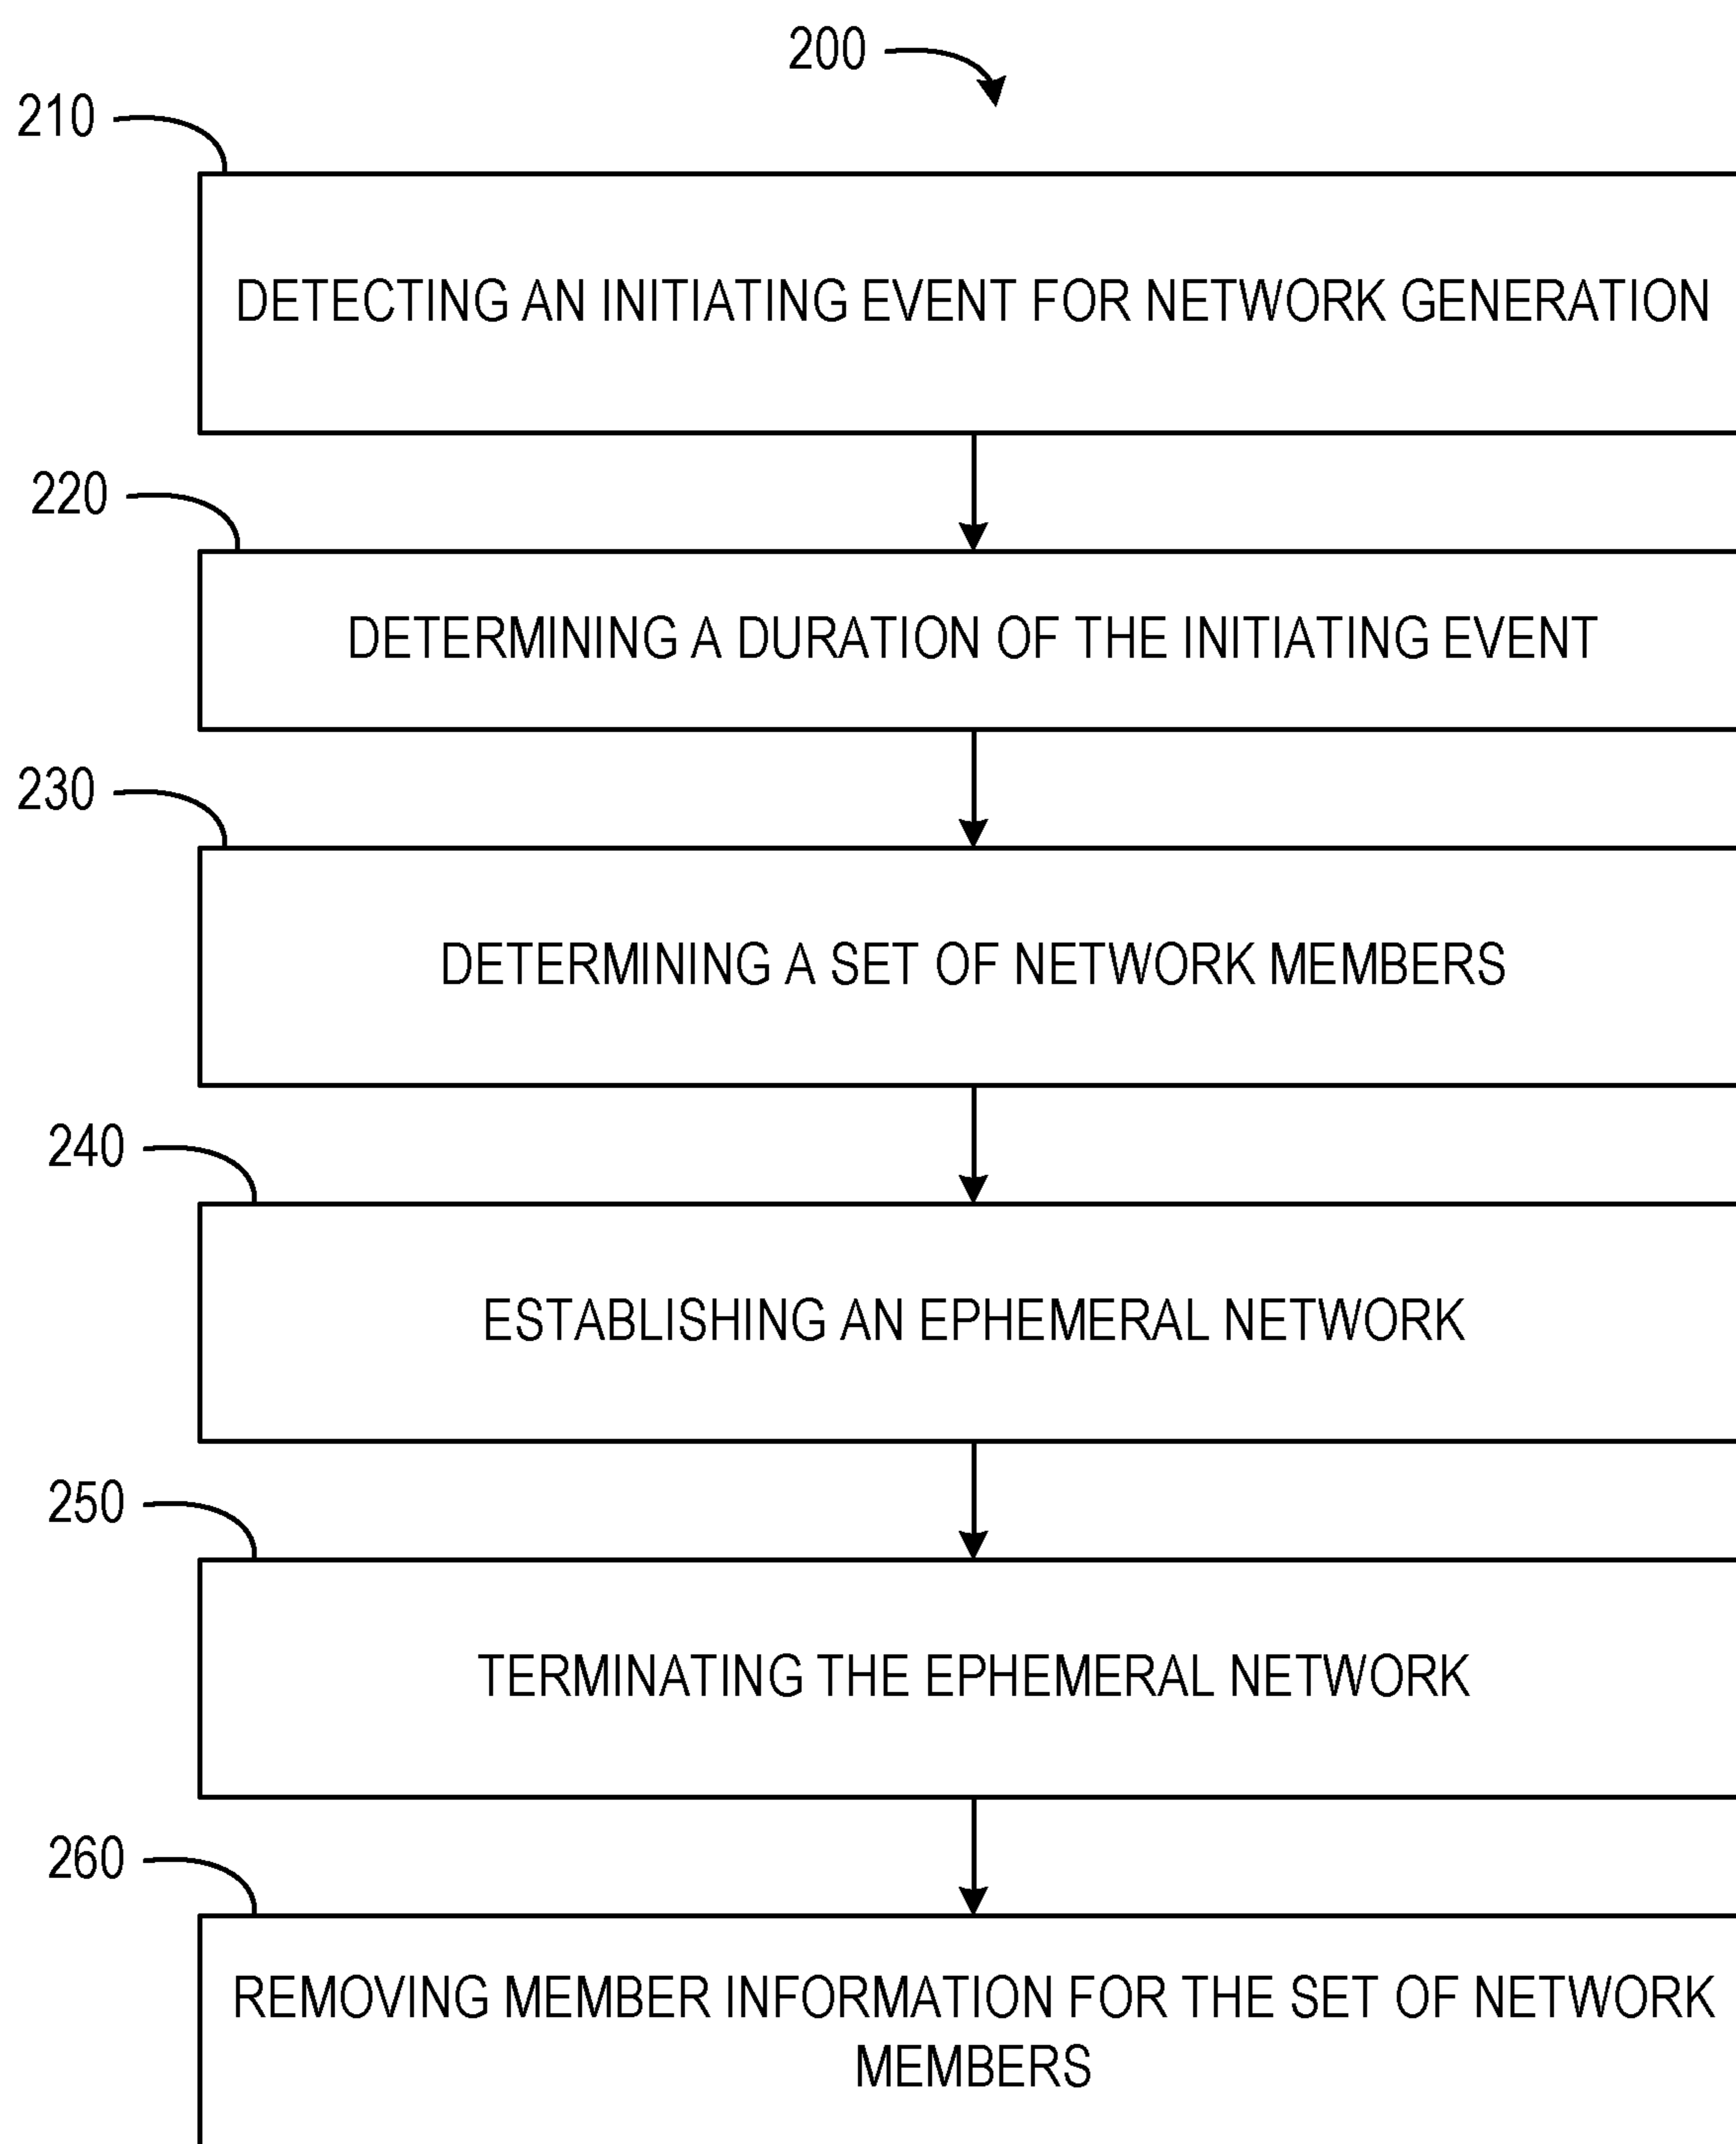 200
210
DETECTING AN INITIATING EVENT FOR NETWORK GENERATION
220
DETERMINING A DURATION OF THE INITIATING EVENT
230
DETERMINING A SET OF NETWORK MEMBERS
240
ESTABLISHING AN EPHEMERAL NETWORK
250
TERMINATING THE EPHEMERAL NETWORK
260
REMOVING MEMBER INFORMATION FOR THE SET OF NETWORK
MEMBERS